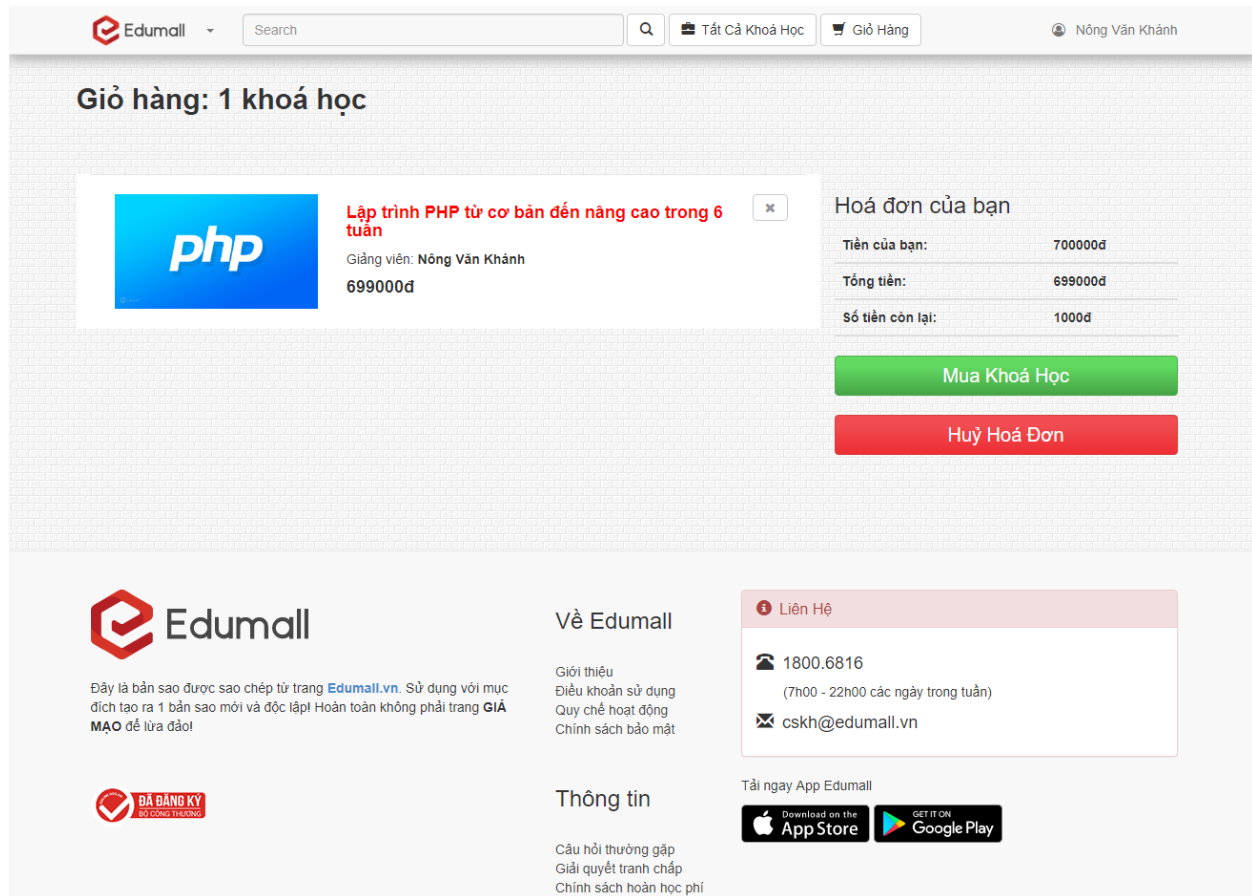 Edumall
Search
Tất Cả Khoá Học
Giỏ Hàng
Nông Văn Khánh
Giỏ hàng: 1 khoá học
php
Lập trình PHP từ cơ bản đến nâng cao trong 6
tuần
Giảng viên: Nông Văn Khánh
699000đ
Hoá đơn của bạn
Tiền của bạn: 700000đ
Tổng tiền: 699000đ
Số tiền còn lại: 1000đ
Mua Khoá Học
Huỷ Hoá Đơn
Edumall
Đây là bản sao được sao chép từ trang Edumall.vn. Sử dụng với mục
đích tạo ra 1 bản sao mới và độc lập! Hoàn toàn không phải trang GIẢ
MẠO để lừa đảo!
ĐÃ ĐĂNG KÝ
BỘ CÔNG THƯƠNG
Về Edumall
Giới thiệu
Điều khoản sử dụng
Quy chế hoạt động
Chính sách bảo mật
Thông tin
Câu hỏi thường gặp
Giải quyết tranh chấp
Chính sách hoàn học phí
Liên Hệ
1800.6816
(7h00 - 22h00 các ngày trong tuần)
cskh@edumall.vn
Tải ngay App Edumall
Download on the
App Store
GET IT ON
Google Play